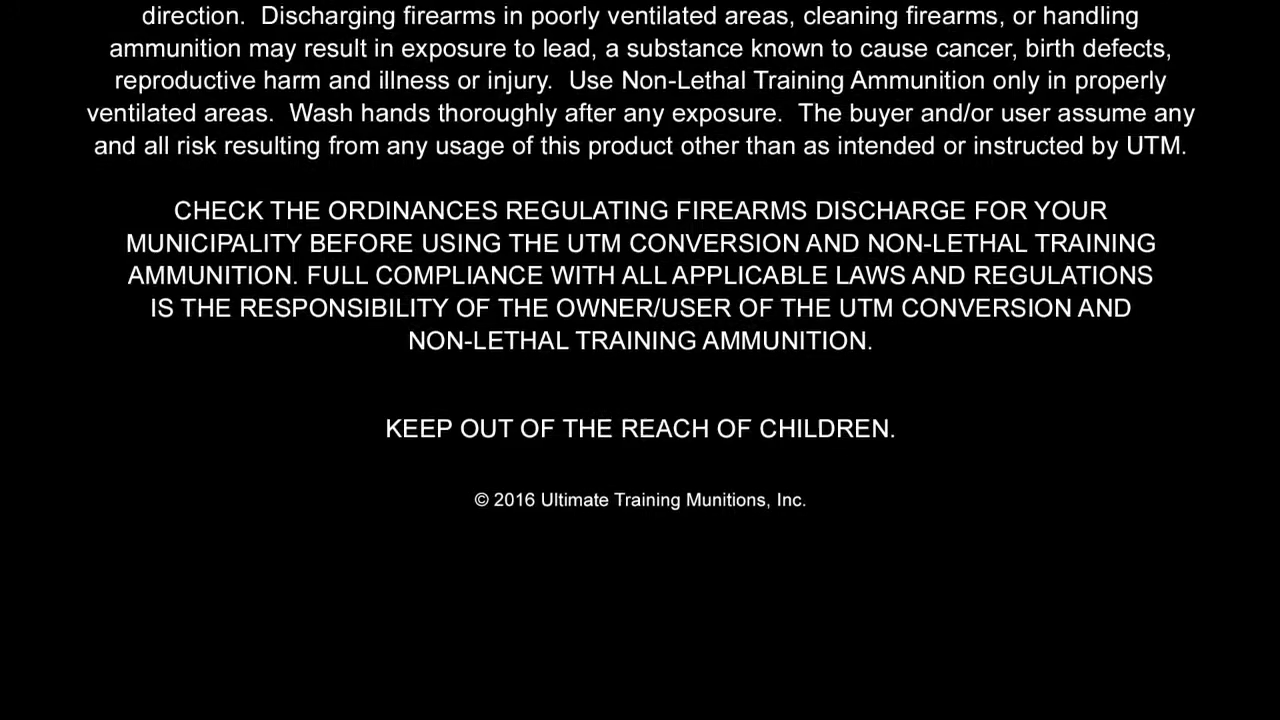 direction.  Discharging firearms in poorly ventilated areas, cleaning firearms, or handling
ammunition may result in exposure to lead, a substance known to cause cancer, birth defects,
reproductive harm and illness or injury.  Use Non-Lethal Training Ammunition only in properly
ventilated areas.  Wash hands thoroughly after any exposure.  The buyer and/or user assume any
and all risk resulting from any usage of this product other than as intended or instructed by UTM.
CHECK THE ORDINANCES REGULATING FIREARMS DISCHARGE FOR YOUR
MUNICIPALITY BEFORE USING THE UTM CONVERSION AND NON-LETHAL TRAINING
AMMUNITION. FULL COMPLIANCE WITH ALL APPLICABLE LAWS AND REGULATIONS
IS THE RESPONSIBILITY OF THE OWNER/USER OF THE UTM CONVERSION AND
NON-LETHAL TRAINING AMMUNITION.
KEEP OUT OF THE REACH OF CHILDREN.
© 2016 Ultimate Training Munitions, Inc.